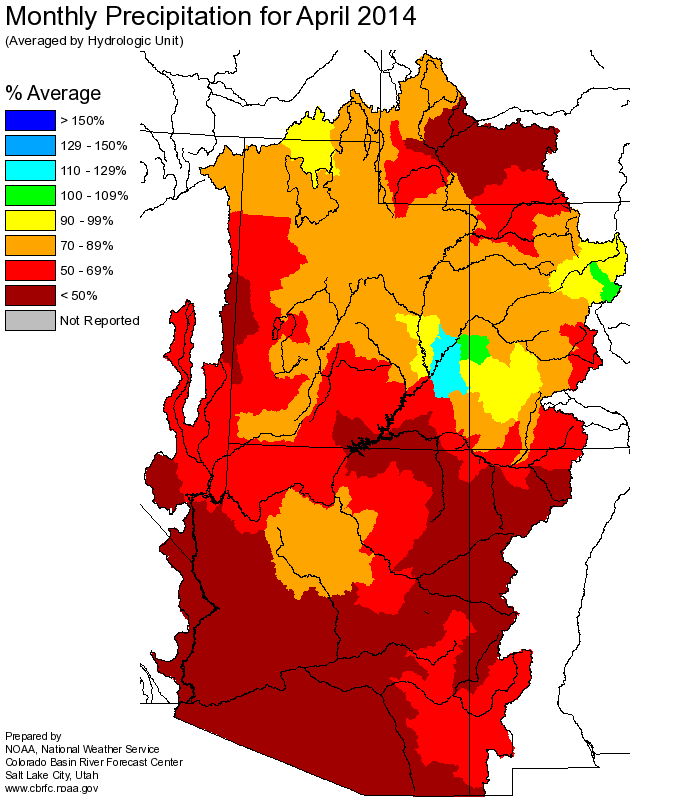 Monthly Precipitation for April 2014
(Averaged by Hydrologic Unit)
% Average
> 150%
129 - 150%
110 - 129%
100 - 109%
90 - 99%
70 - 89%
50 - 69%
< 50%
Not Reported
Prepared by
NOAA, National Weather Service
Colorado Basin River Forecast Center
Salt Lake City, Utah
www.cbrfc.noaa.gov